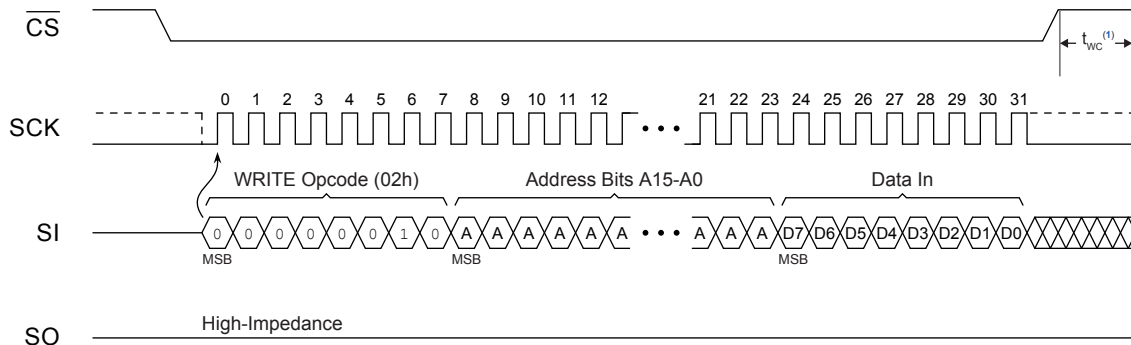 CS
t_WC(1)
0 1 2 3 4 5 6 7 8 9 10 11 12 21 22 23 24 25 26 27 28 29 30 31
SCK
WRITE Opcode (02h) Address Bits A15-A0 Data In
SI 0 0 0 0 0 0 1 0 A A A A A A A A A D7 D6 D5 D4 D3 D2 D1 D0
MSB MSB MSB
High-Impedance
SO